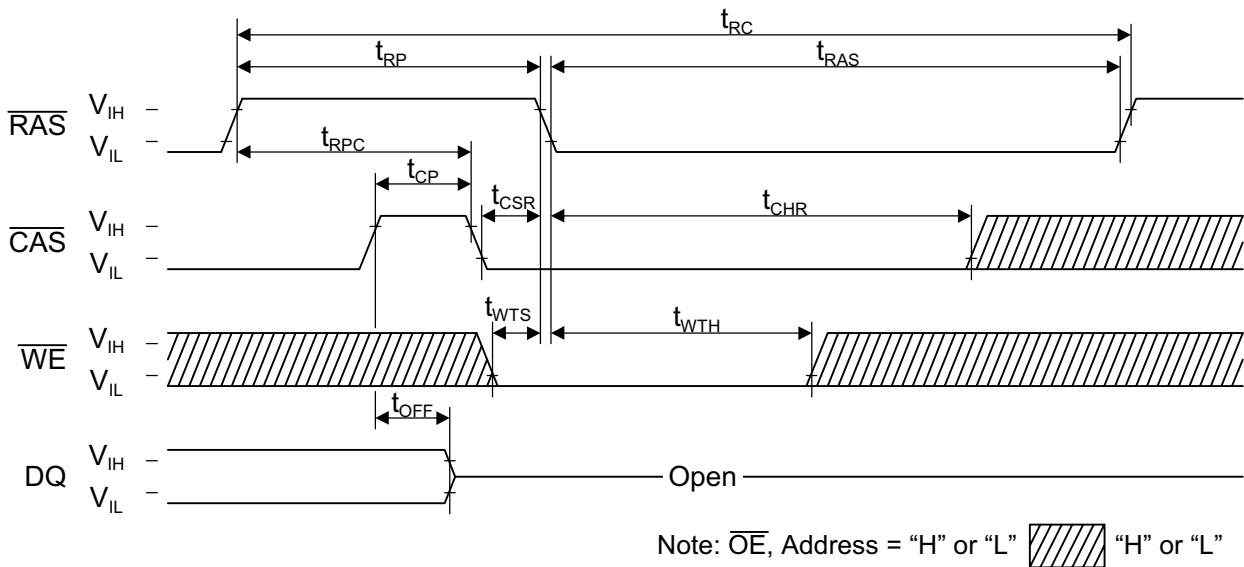 tRC
tRP
tRAS
RAS
VIH
VIL
tRPC
tCP
tCSR
tCHR
CAS
VIH
VIL
tWTS
tWTH
WE
VIH
VIL
tOFF
DQ
VIH
VIL
Open
Note: OE, Address = “H” or “L” “H” or “L”